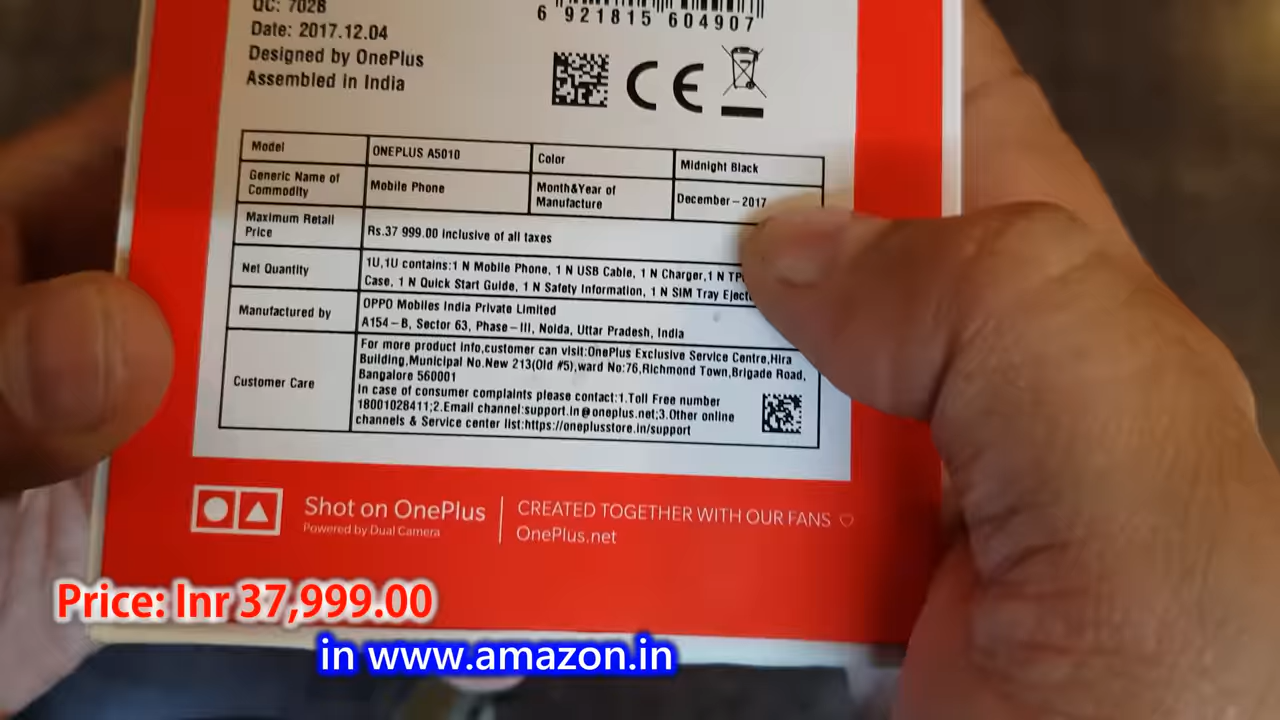 QC: 7028
6 921815 604907
Date: 2017.12.04
Designed by OnePlus
Assembled in India
CE
Model ONEPLUS A5010 Color Midnight Black
Generic Name of Commodity Mobile Phone Month&Year of Manufacture December-2017
Maximum Retail Price Rs.37 999.00 inclusive of all taxes
Net Quantity 1U,1U contains:1 N Mobile Phone, 1 N USB Cable, 1 N Charger,1 N
Case, 1 N Quick Start Guide, 1 N Safety Information, 1 N SIM Tray
Manufactured by OPPO Mobiles India Private Limited
A154-B, Sector 63, Phase-III, Noida, Uttar Pradesh, India
Customer Care For more product info,customer can visit:OnePlus Exclusive Service Centre,Hira
Building,Municipal No.New 213(Old #5),ward No:76,Richmond Town,Brigade Road,
Bangalore 560001
In case of consumer complaints please contact:1.Toll Free number
18001028411;2.Email channel:support.in@oneplus.net;3.Other online
channels & Service center list:https://oneplusstore.in/support
Shot on OnePlus
Powered by Dual Camera
CREATED TOGETHER WITH OUR FANS
OnePlus.net
Price: Inr 37,999.00
in www.amazon.in